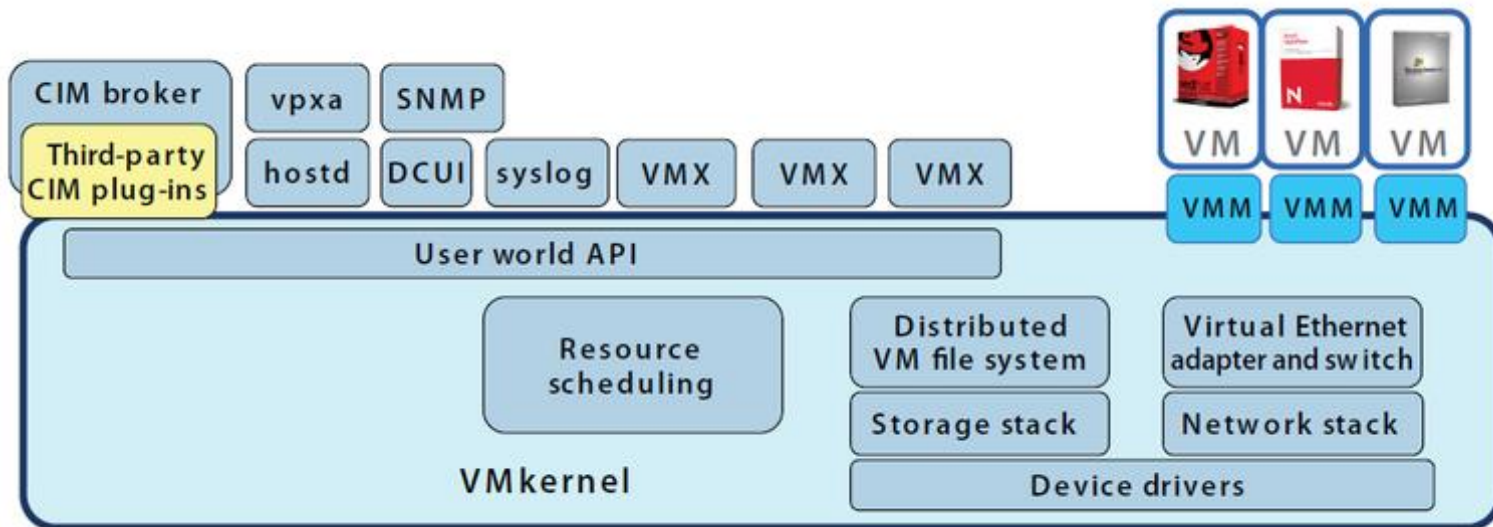 CIM broker
Third-party
CIM plug-ins
vpxa
SNMP
hostd
DCUI
syslog
VMX
VMX
VMX
N
VM
VM
VM
VMM
VMM
VMM
User world API
Resource
scheduling
Distributed
VM file system
Virtual Ethernet
adapter and switch
Storage stack
Network stack
VMkernel
Device drivers